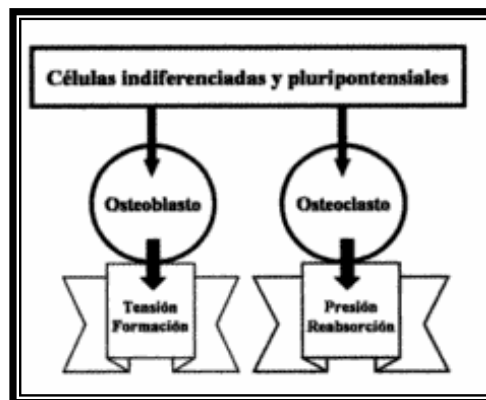 Células indiferenciadas y pluripontensiales
Osteoblasto
Osteoclasto
Tensión
Formación
Presión
Reabsorción